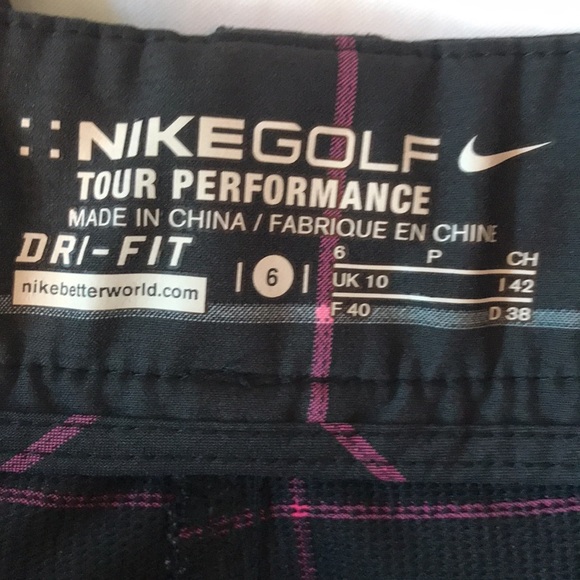 NIKEGOLF
TOUR PERFORMANCE
MADE IN CHINA / FABRIQUE EN CHINE
DRI-FIT
nikebetterworld.com
| 6 |
6 P CH
UK 10 I 42
F 40 D 38